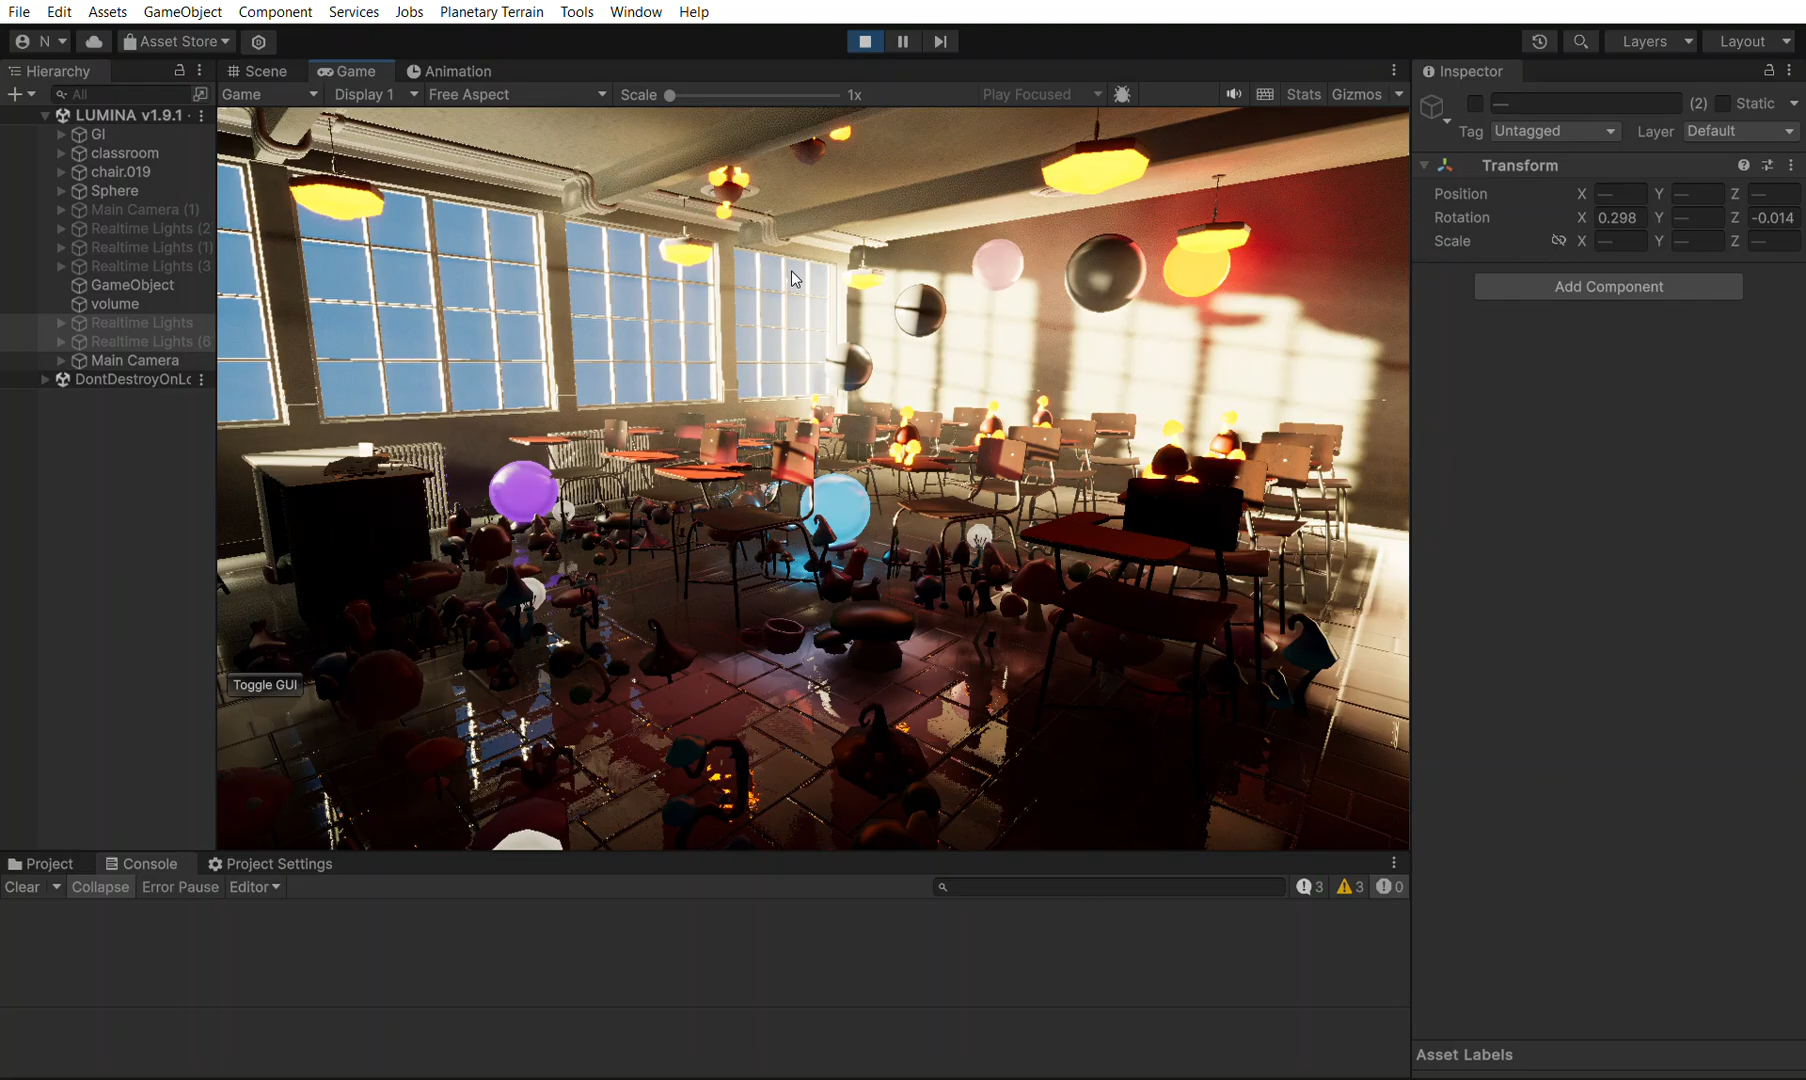 File Edit Assets GameObject Component Services Jobs Planetary Terrain Tools Window Help
N Asset Store Layers Layout
Hierarchy Scene Game Animation Inspector
All Game Display 1 Free Aspect Scale 1x Play Focused Stats Gizmos
— (2) Static
Tag Untagged Layer Default
LUMINA v1.9.1
GI
classroom
chair.019
Sphere
Main Camera (1)
Realtime Lights (2
Realtime Lights (1)
Realtime Lights (3
GameObject
volume
Realtime Lights
Realtime Lights (6
Main Camera
DontDestroyOnLo
Transform
Position X — Y — Z —
Rotation X 0.298 Y — Z -0.014
Scale X — Y — Z —
Add Component
Toggle GUI
Project Console Project Settings
Clear Collapse Error Pause Editor 3 3 0
Asset Labels